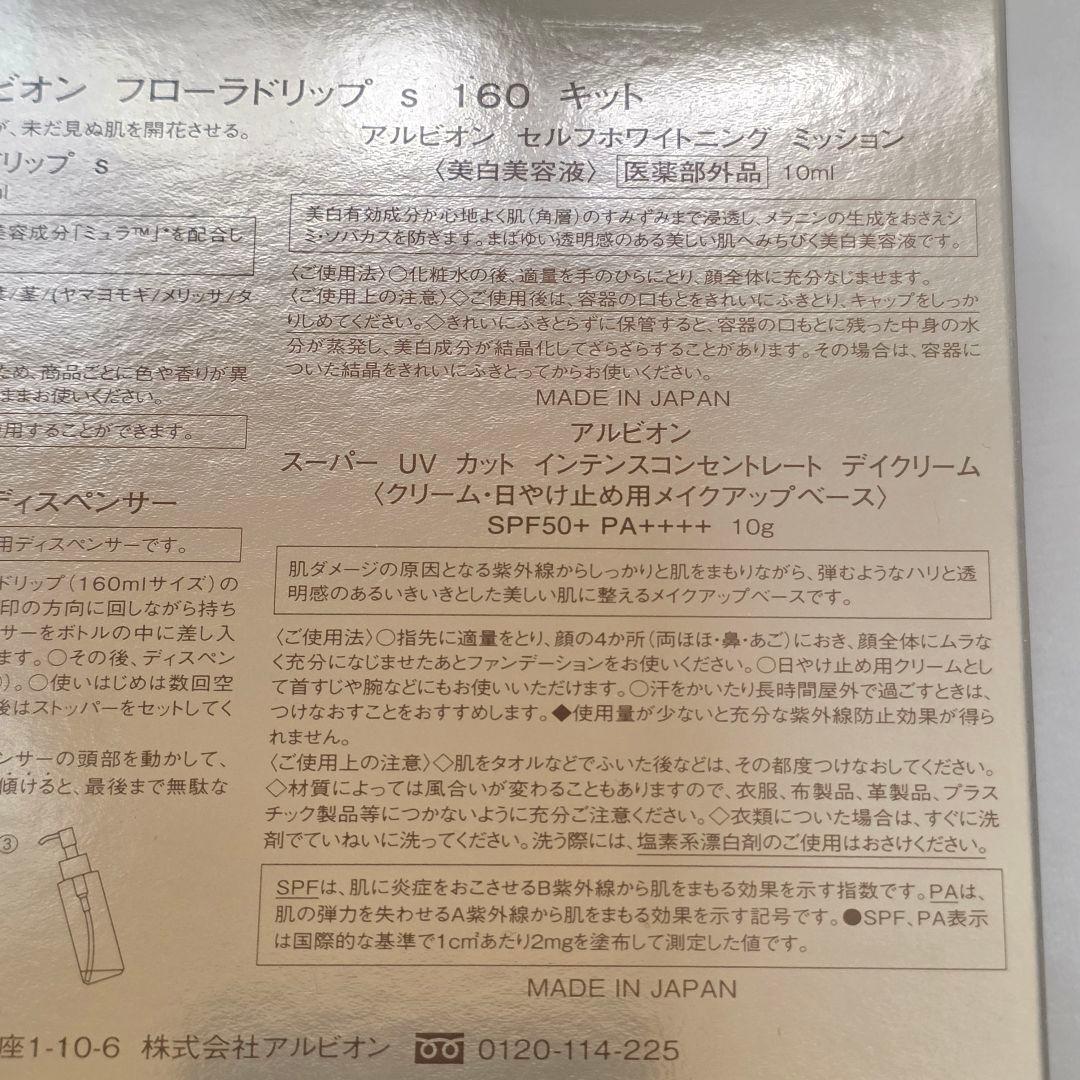 ビオン フローラドリップ s 160 キット
が、未だ見ぬ肌を開花させる。
ドリップ s
ml
美容成分「ミュラ™」*を配合し
葉/茎/(ヤマヨモギ/メリッサ/タ
ため、商品ごとに色や香りが異
ままお使いください。
使用することができます。
ディスペンサー
用ディスペンサーです。
ドリップ(160mlサイズ)の
印の方向に回しながら持ち
サーをボトルの中に差し入
ます。○その後、ディスペン
)。○使いはじめは数回空
後はストッパーをセットしてく
ンサーの頭部を動かして、
傾けると、最後まで無駄な
③
アルビオン セルフホワイトニング ミッション
〈美白美容液〉 医薬部外品 10ml
美白有効成分が心地よく肌(角層)のすみずみまで浸透し、メラニンの生成をおさえシ
ミ・ソバカスを防ぎます。まばゆい透明感のある美しい肌へみちびく美白美容液です。
〈ご使用法〉○化粧水の後、適量を手のひらにとり、顔全体に充分なじませます。
〈ご使用上の注意〉◇ご使用後は、容器の口もとをきれいにふきとり、キャップをしっか
りしめてください。◇きれいにふきとらずに保管すると、容器の口もとに残った中身の水
分が蒸発し、美白成分が結晶化してざらざらすることがあります。その場合は、容器に
ついた結晶をきれいにふきとってからお使いください。
MADE IN JAPAN
アルビオン
スーパー UV カット インテンスコンセントレート デイクリーム
〈クリーム・日やけ止め用メイクアップベース〉
SPF50+ PA++++ 10g
肌ダメージの原因となる紫外線からしっかりと肌をまもりながら、弾むようなハリと透
明感のあるいきいきとした美しい肌に整えるメイクアップベースです。
〈ご使用法〉○指先に適量をとり、顔の4か所(両ほほ・鼻・あご)におき、顔全体にムラな
く充分になじませたあとファンデーションをお使いください。○日やけ止め用クリームとし
て首すじや腕などにもお使いいただけます。○汗をかいたり長時間屋外で過ごすときは、
つけなおすことをおすすめします。◆使用量が少ないと充分な紫外線防止効果が得ら
れません。
〈ご使用上の注意〉◇肌をタオルなどでふいた後などは、その都度つけなおしてください。
◇材質によっては風合いが変わることもありますので、衣服、布製品、革製品、プラス
チック製品等につかないように充分ご注意ください。◇衣類についた場合は、すぐに洗
剤でていねいに洗ってください。洗う際には、塩素系漂白剤のご使用はおさけください。
SPFは、肌に炎症をおこさせるB紫外線から肌をまもる効果を示す指数です。PAは、
肌の弾力を失わせるA紫外線から肌をまもる効果を示す記号です。●SPF、PA表示
は国際的な基準で1c㎡あたり2mgを塗布して測定した値です。
MADE IN JAPAN
座1-10-6 株式会社アルビオン 0120-114-225